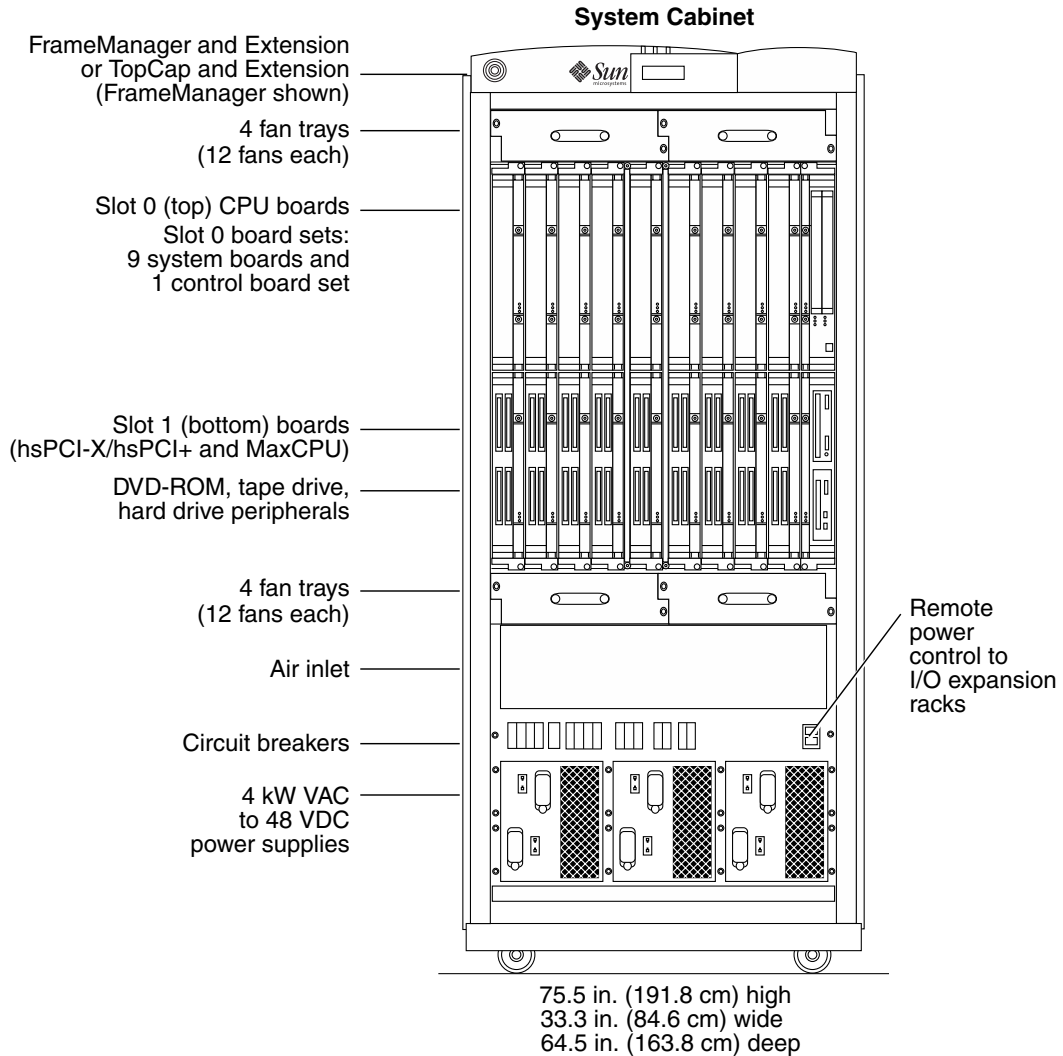 System Cabinet
FrameManager and Extension
or TopCap and Extension
(FrameManager shown)
Sun
microsystems
4 fan trays
(12 fans each)
Slot 0 (top) CPU boards
Slot 0 board sets:
9 system boards and
1 control board set
Slot 1 (bottom) boards
(hsPCI-X/hsPCI+ and MaxCPU)
DVD-ROM, tape drive,
hard drive peripherals
4 fan trays
(12 fans each)
Remote
power
control to
I/O expansion
racks
Air inlet
Circuit breakers
4 kW VAC
to 48 VDC
power supplies
75.5 in. (191.8 cm) high
33.3 in. (84.6 cm) wide
64.5 in. (163.8 cm) deep